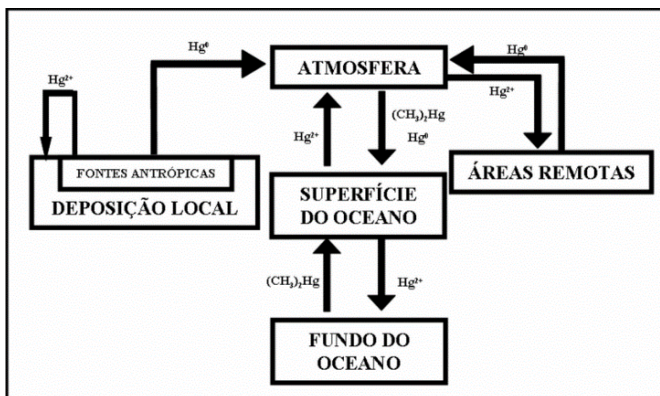 Hg⁰
Hg⁰
Hg²⁺
ATMOSFERA
Hg²⁺
(CH₃)₂Hg
Hg²⁺
Hg⁰
FONTES ANTRÓPICAS
DEPOSIÇÃO LOCAL
ÁREAS REMOTAS
SUPERFÍCIE
DO OCEANO
(CH₃)₂Hg
Hg²⁺
FUNDO DO
OCEANO